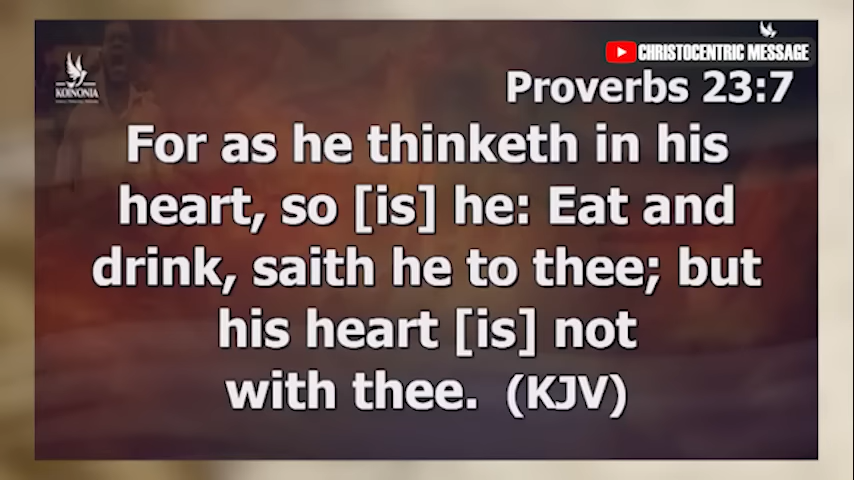 CHRISTOCENTRIC MESSAGE
KOINONIA
Proverbs 23:7
For as he thinketh in his
heart, so [is] he: Eat and
drink, saith he to thee; but
his heart [is] not
with thee. (KJV)